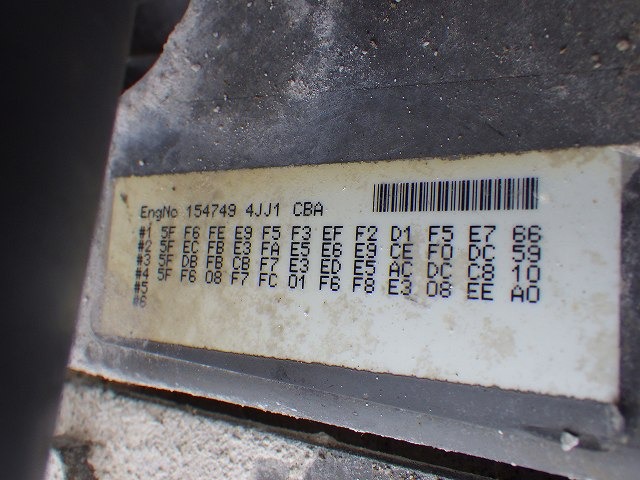 EngNo 154749 4JJ1 CBA
#1 5F F6 FE E9 F5 F3 EF F2 D1 F5 E7 66
#2 5F EC FB E3 FA E5 E6 E9 CE F0 DC 59
#3 5F DB FB CB F7 E3 ED E5 AC DC C8 10
#4 5F F6 08 F7 FC 01 F6 F8 E3 08 EE A0
#5
#6